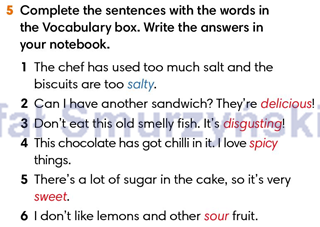 5 Complete the sentences with the words in
the Vocabulary box. Write the answers in
your notebook.
1 The chef has used too much salt and the
biscuits are too salty.
2 Can I have another sandwich? They're delicious!
3 Don't eat this old smelly fish. It's disgusting!
4 This chocolate has got chilli in it. I love spicy
things.
5 There's a lot of sugar in the cake, so it's very
sweet.
6 I don't like lemons and other sour fruit.